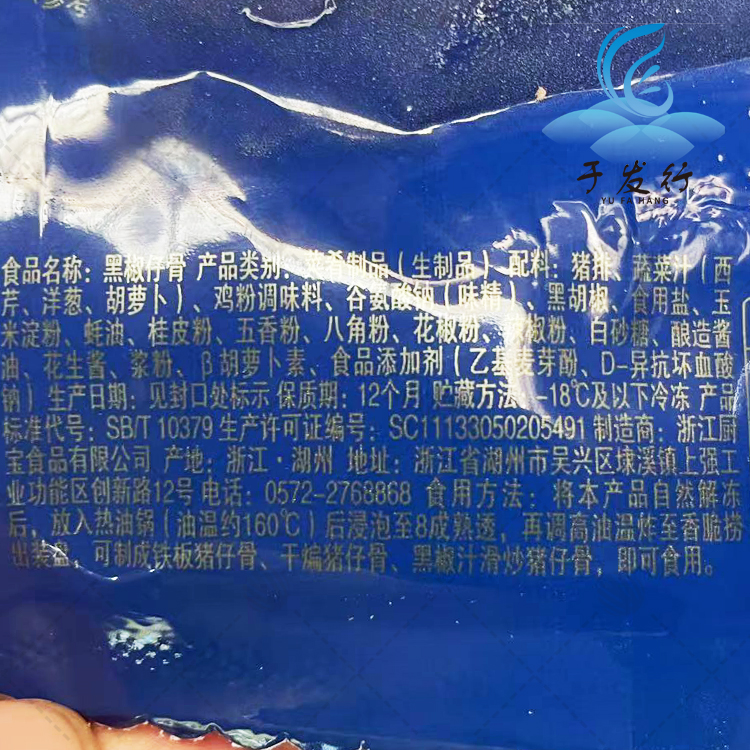 于发行
YU FA HANG
食品名称：黑椒仔骨 产品类别：菜肴制品（生制品）配料：猪排、蔬菜汁（西
芹、洋葱、胡萝卜）、鸡粉调味料、谷氨酸钠（味精）、黑胡椒、食用盐、玉
米淀粉、蚝油、桂皮粉、五香粉、八角粉、花椒粉、椒粉、白砂糖、酿造酱
油、花生酱、浆粉、β胡萝卜素、食品添加剂（乙基麦芽酚、D-异抗坏血酸
钠）生产日期：见封口处标示 保质期：12个月 贮藏方法：-18℃及以下冷冻 产品
标准代号：SB/T 10379 生产许可证编号：SC11133050205491 制造商：浙江厨
宝食品有限公司 产地：浙江·湖州 地址：浙江省湖州市吴兴区埭溪镇上强工
业功能区创新路12号 电话：0572-2768868 食用方法：将本产品自然解冻
后，放入热油锅（油温约160℃）后浸泡至8成熟透，再调高油温炸至香脆捞
出装盘，可制成铁板猪仔骨、干煸猪仔骨、黑椒汁滑炒猪仔骨，即可食用。